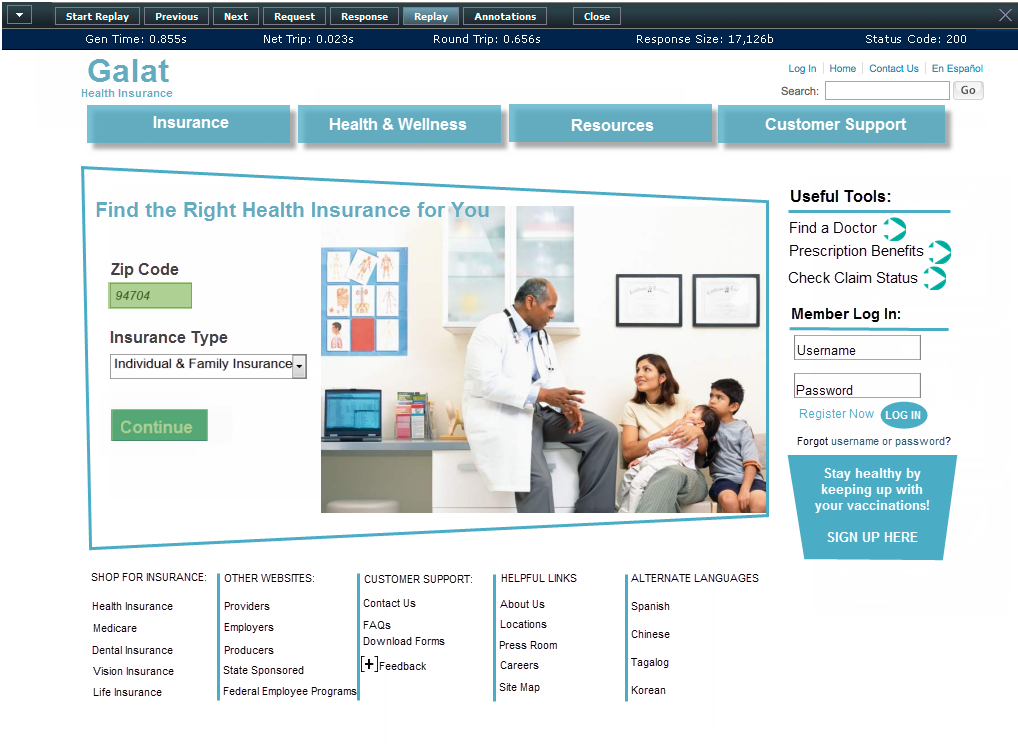 Start Replay Previous Next Request Response Replay Annotations Close
Gen Time: 0.855s Net Trip: 0.023s Round Trip: 0.656s Response Size: 17,126b Status Code: 200
Galat
Health Insurance
Log In Home Contact Us En Español
Search: Go
Insurance Health & Wellness Resources Customer Support
Find the Right Health Insurance for You
Zip Code
94704
Insurance Type
Individual & Family Insurance
Continue
Useful Tools:
Find a Doctor
Prescription Benefits
Check Claim Status
Member Log In:
Username
Password
Register Now LOG IN
Forgot username or password?
Stay healthy by
keeping up with
your vaccinations!
SIGN UP HERE
SHOP FOR INSURANCE:
Health Insurance
Medicare
Dental Insurance
Vision Insurance
Life Insurance
OTHER WEBSITES:
Providers
Employers
Producers
State Sponsored
Federal Employee Programs
CUSTOMER SUPPORT:
Contact Us
FAQs
Download Forms
[+]Feedback
HELPFUL LINKS
About Us
Locations
Press Room
Careers
Site Map
ALTERNATE LANGUAGES
Spanish
Chinese
Tagalog
Korean